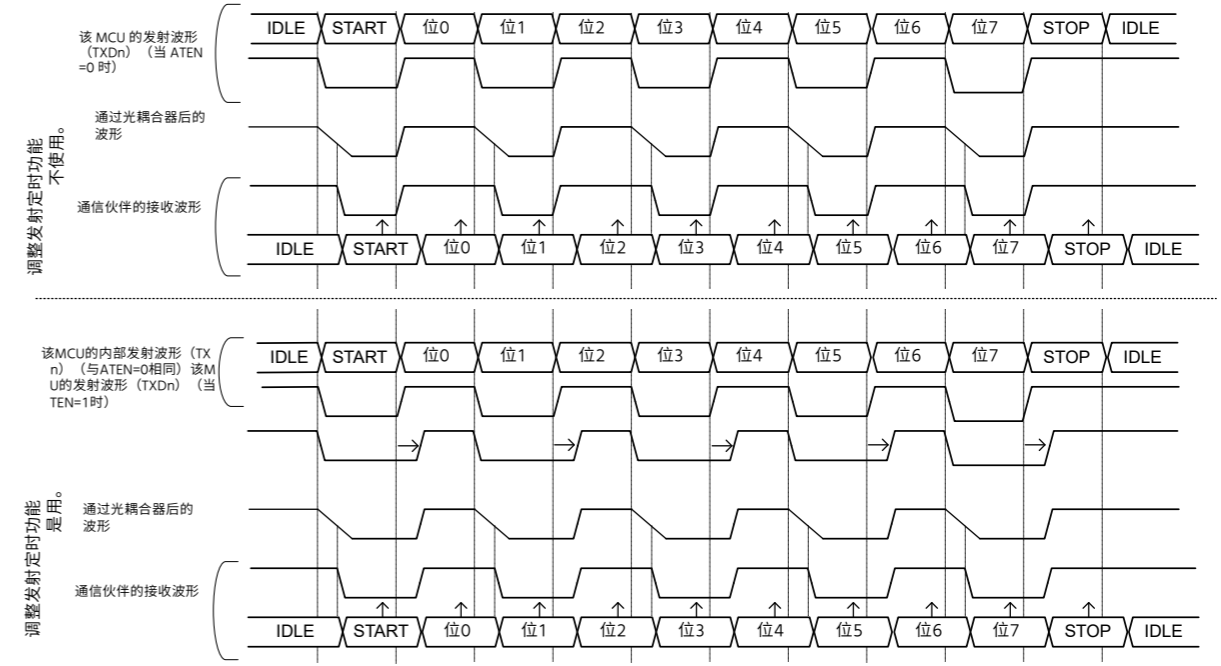 该 MCU 的发射波形
（TXDn）（当 ATEN
=0 时）
IDLE START 位0 位1 位2 位3 位4 位5 位6 位7 STOP IDLE
通过光耦合器后的
波形
调整发射定时功能
不使用。
通信伙伴的接收波形
IDLE START 位0 位1 位2 位3 位4 位5 位6 位7 STOP IDLE
该MCU的内部发射波形（TX
n）（与ATEN=0相同）该M
U的发射波形（TXDn）（当
TEN=1时）
IDLE START 位0 位1 位2 位3 位4 位5 位6 位7 STOP IDLE
通过光耦合器后的
波形
调整发射定时功能
是用。
通信伙伴的接收波形
IDLE START 位0 位1 位2 位3 位4 位5 位6 位7 STOP IDLE